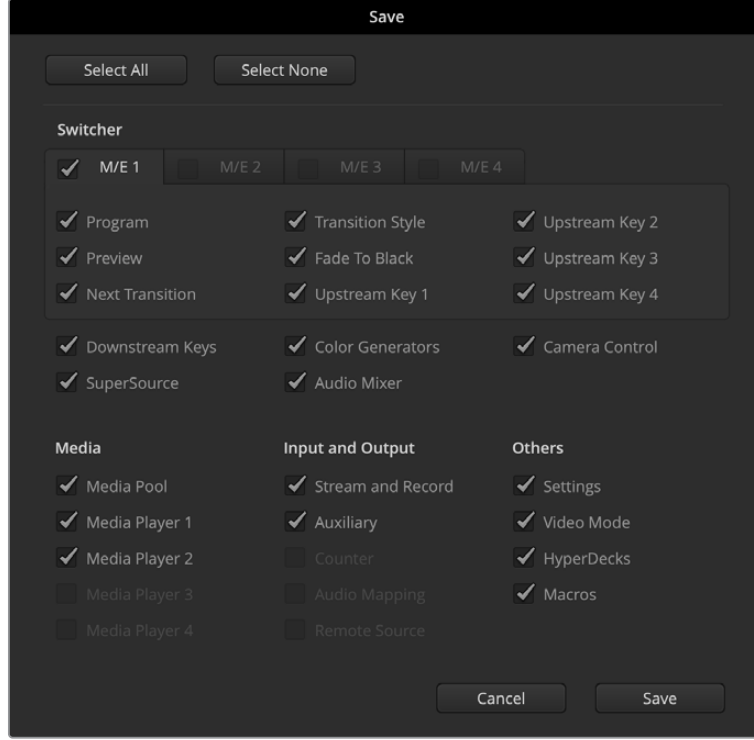 Save
Select All Select None
Switcher
M/E 1 M/E 2 M/E 3 M/E 4
Program Transition Style Upstream Key 2
Preview Fade To Black Upstream Key 3
Next Transition Upstream Key 1 Upstream Key 4
Downstream Keys Color Generators Camera Control
SuperSource Audio Mixer
Media Input and Output Others
Media Pool Stream and Record Settings
Media Player 1 Auxiliary Video Mode
Media Player 2 Counter HyperDecks
Media Player 3 Audio Mapping Macros
Media Player 4 Remote Source
Cancel Save